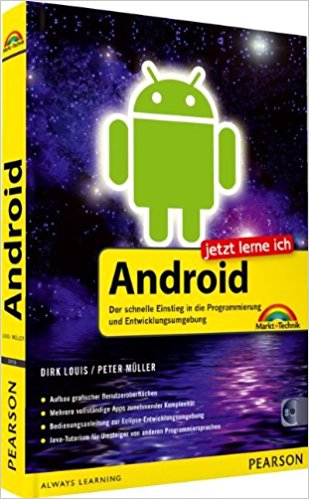 Android
LOUIS / MÜLLER
PEARSON
jetzt lerne ich
Android
Der schnelle Einstieg in die Programmierung
und Entwicklungsumgebung
Markt+Technik
DIRK LOUIS / PETER MÜLLER
• Aufbau grafischer Benutzeroberflächen
• Mehrere vollständige Apps zunehmender Komplexität
• Bedienungsanleitung zur Eclipse-Entwicklungsumgebung
• Java-Tutorium für Umsteiger von anderen Programmiersprachen
ALWAYS LEARNING
PEARSON